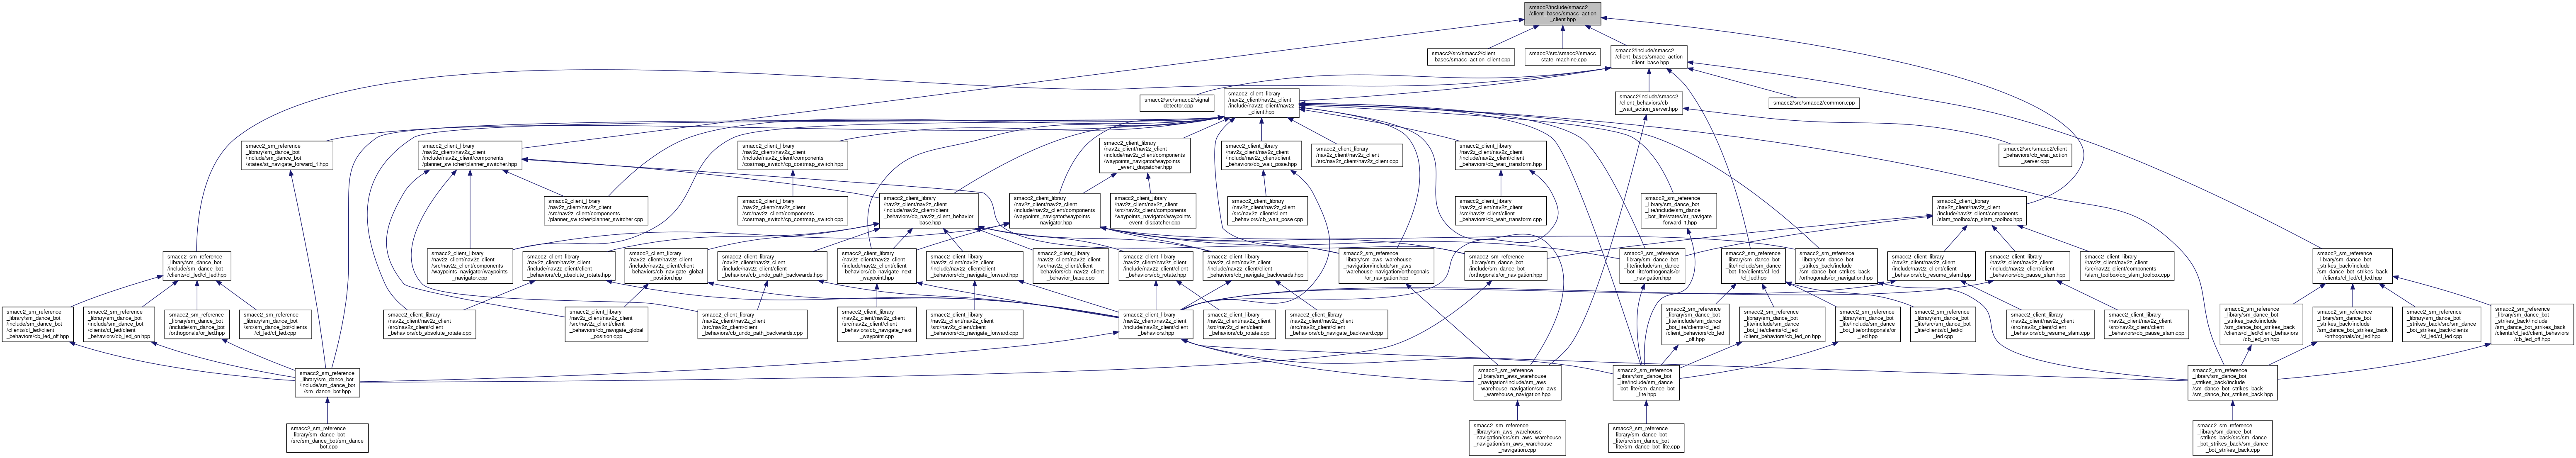 smacc2/include/smacc2
/client_bases/smacc_action
_client.hpp
smacc2/src/smacc2/client
_bases/smacc_action_client.cpp
smacc2/src/smacc2/smacc
_state_machine.cpp
smacc2/include/smacc2
/client_bases/smacc_action
_client_base.hpp
smacc2/src/smacc2/signal
_detector.cpp
smacc2_client_library
/nav2z_client/nav2z_client
/include/nav2z_client/nav2z
_client.hpp
smacc2/include/smacc2
/client_behaviors/cb
_wait_action_server.hpp
smacc2/src/smacc2/common.cpp
smacc2_sm_reference
_library/sm_dance_bot
/include/sm_dance_bot
/states/st_navigate_forward_1.hpp
smacc2_client_library
/nav2z_client/nav2z_client
/include/nav2z_client/components
/planner_switcher/planner_switcher.hpp
smacc2_client_library
/nav2z_client/nav2z_client
/include/nav2z_client/components
/costmap_switch/cp_costmap_switch.hpp
smacc2_client_library
/nav2z_client/nav2z_client
/include/nav2z_client/components
/waypoints_navigator/waypoints
_event_dispatcher.hpp
smacc2_client_library
/nav2z_client/nav2z_client
/include/nav2z_client/client
_behaviors/cb_wait_pose.hpp
smacc2_client_library
/nav2z_client/nav2z_client
/src/nav2z_client/nav2z_client.cpp
smacc2_client_library
/nav2z_client/nav2z_client
/include/nav2z_client/client
_behaviors/cb_wait_transform.hpp
smacc2/src/smacc2/client
_behaviors/cb_wait_action
_server.cpp
smacc2_client_library
/nav2z_client/nav2z_client
/src/nav2z_client/components
/planner_switcher/planner_switcher.cpp
smacc2_client_library
/nav2z_client/nav2z_client
/src/nav2z_client/components
/costmap_switch/cp_costmap_switch.cpp
smacc2_client_library
/nav2z_client/nav2z_client
/include/nav2z_client/client
_behaviors/cb_nav2z_client_behavior
_base.hpp
smacc2_client_library
/nav2z_client/nav2z_client
/include/nav2z_client/components
/waypoints_navigator/waypoints
_navigator.hpp
smacc2_client_library
/nav2z_client/nav2z_client
/src/nav2z_client/components
/waypoints_navigator/waypoints
_event_dispatcher.cpp
smacc2_client_library
/nav2z_client/nav2z_client
/src/nav2z_client/client
_behaviors/cb_wait_pose.cpp
smacc2_client_library
/nav2z_client/nav2z_client
/src/nav2z_client/client
_behaviors/cb_wait_transform.cpp
smacc2_sm_reference
_library/sm_dance_bot
_lite/include/sm_dance
_bot_lite/states/st_navigate
_forward_1.hpp
smacc2_client_library
/nav2z_client/nav2z_client
/include/nav2z_client/components
/slam_toolbox/cp_slam_toolbox.hpp
smacc2_sm_reference
_library/sm_dance_bot
/include/sm_dance_bot
/clients/cl_led/cl_led.hpp
smacc2_client_library
/nav2z_client/nav2z_client
/src/nav2z_client/components
/waypoints_navigator/waypoints
_navigator.cpp
smacc2_client_library
/nav2z_client/nav2z_client
/include/nav2z_client/client
_behaviors/cb_absolute_rotate.hpp
smacc2_client_library
/nav2z_client/nav2z_client
/include/nav2z_client/client
_behaviors/cb_navigate_global
_position.hpp
smacc2_client_library
/nav2z_client/nav2z_client
/include/nav2z_client/client
_behaviors/cb_undo_path_backwards.hpp
smacc2_client_library
/nav2z_client/nav2z_client
/include/nav2z_client/client
_behaviors/cb_navigate_next
_waypoint.hpp
smacc2_client_library
/nav2z_client/nav2z_client
/include/nav2z_client/client
_behaviors/cb_navigate_forward.hpp
smacc2_client_library
/nav2z_client/nav2z_client
/src/nav2z_client/client
_behaviors/cb_nav2z_client
_behavior_base.cpp
smacc2_client_library
/nav2z_client/nav2z_client
/include/nav2z_client/client
_behaviors/cb_rotate.hpp
smacc2_client_library
/nav2z_client/nav2z_client
/include/nav2z_client/client
_behaviors/cb_navigate_backwards.hpp
smacc2_sm_reference
_library/sm_aws_warehouse
_navigation/include/sm_aws
_warehouse_navigation/orthogonals
/or_navigation.hpp
smacc2_sm_reference
_library/sm_dance_bot
/include/sm_dance_bot
/orthogonals/or_navigation.hpp
smacc2_sm_reference
_library/sm_dance_bot
_lite/include/sm_dance
_bot_lite/orthogonals/or
_navigation.hpp
smacc2_sm_reference
_library/sm_dance_bot
_lite/include/sm_dance
_bot_lite/clients/cl_led
/cl_led.hpp
smacc2_sm_reference
_library/sm_dance_bot
_strikes_back/include
/sm_dance_bot_strikes_back
/orthogonals/or_navigation.hpp
smacc2_client_library
/nav2z_client/nav2z_client
/include/nav2z_client/client
_behaviors/cb_resume_slam.hpp
smacc2_client_library
/nav2z_client/nav2z_client
/include/nav2z_client/client
_behaviors/cb_pause_slam.hpp
smacc2_client_library
/nav2z_client/nav2z_client
/src/nav2z_client/components
/slam_toolbox/cp_slam_toolbox.cpp
smacc2_sm_reference
_library/sm_dance_bot
_strikes_back/include
/sm_dance_bot_strikes_back
/clients/cl_led/cl_led.hpp
smacc2_sm_reference
_library/sm_dance_bot
/include/sm_dance_bot
/clients/cl_led/client
_behaviors/cb_led_off.hpp
smacc2_sm_reference
_library/sm_dance_bot
/include/sm_dance_bot
/clients/cl_led/client
_behaviors/cb_led_on.hpp
smacc2_sm_reference
_library/sm_dance_bot
/include/sm_dance_bot
/orthogonals/or_led.hpp
smacc2_sm_reference
_library/sm_dance_bot
/src/sm_dance_bot/clients
/cl_led/cl_led.cpp
smacc2_client_library
/nav2z_client/nav2z_client
/src/nav2z_client/client
_behaviors/cb_absolute_rotate.cpp
smacc2_client_library
/nav2z_client/nav2z_client
/src/nav2z_client/client
_behaviors/cb_navigate_global
_position.cpp
smacc2_client_library
/nav2z_client/nav2z_client
/src/nav2z_client/client
_behaviors/cb_undo_path_backwards.cpp
smacc2_client_library
/nav2z_client/nav2z_client
/src/nav2z_client/client
_behaviors/cb_navigate_next
_waypoint.cpp
smacc2_client_library
/nav2z_client/nav2z_client
/src/nav2z_client/client
_behaviors/cb_navigate_forward.cpp
smacc2_client_library
/nav2z_client/nav2z_client
/include/nav2z_client/client
_behaviors.hpp
smacc2_client_library
/nav2z_client/nav2z_client
/src/nav2z_client/client
_behaviors/cb_rotate.cpp
smacc2_client_library
/nav2z_client/nav2z_client
/src/nav2z_client/client
_behaviors/cb_navigate_backward.cpp
smacc2_sm_reference
_library/sm_dance_bot
_lite/include/sm_dance
_bot_lite/clients/cl_led
/client_behaviors/cb_led
_off.hpp
smacc2_sm_reference
_library/sm_dance_bot
_lite/include/sm_dance
_bot_lite/clients/cl_led
/client_behaviors/cb_led_on.hpp
smacc2_sm_reference
_library/sm_dance_bot
_lite/include/sm_dance
_bot_lite/orthogonals/or
_led.hpp
smacc2_sm_reference
_library/sm_dance_bot
_lite/src/sm_dance_bot
_lite/clients/cl_led/cl
_led.cpp
smacc2_client_library
/nav2z_client/nav2z_client
/src/nav2z_client/client
_behaviors/cb_resume_slam.cpp
smacc2_client_library
/nav2z_client/nav2z_client
/src/nav2z_client/client
_behaviors/cb_pause_slam.cpp
smacc2_sm_reference
_library/sm_dance_bot
_strikes_back/include
/sm_dance_bot_strikes_back
/clients/cl_led/client_behaviors
/cb_led_on.hpp
smacc2_sm_reference
_library/sm_dance_bot
_strikes_back/include
/sm_dance_bot_strikes_back
/orthogonals/or_led.hpp
smacc2_sm_reference
_library/sm_dance_bot
_strikes_back/src/sm_dance
_bot_strikes_back/clients
/cl_led/cl_led.cpp
smacc2_sm_reference
_library/sm_dance_bot
_strikes_back/include
/sm_dance_bot_strikes_back
/clients/cl_led/client_behaviors
/cb_led_off.hpp
smacc2_sm_reference
_library/sm_dance_bot
/include/sm_dance_bot
/sm_dance_bot.hpp
smacc2_sm_reference
_library/sm_aws_warehouse
_navigation/include/sm_aws
_warehouse_navigation/sm_aws
_warehouse_navigation.hpp
smacc2_sm_reference
_library/sm_dance_bot
_lite/include/sm_dance
_bot_lite/sm_dance_bot
_lite.hpp
smacc2_sm_reference
_library/sm_dance_bot
_strikes_back/include
/sm_dance_bot_strikes_back
/sm_dance_bot_strikes_back.hpp
smacc2_sm_reference
_library/sm_dance_bot
/src/sm_dance_bot/sm_dance
_bot.cpp
smacc2_sm_reference
_library/sm_aws_warehouse
_navigation/src/sm_aws_warehouse
_navigation/sm_aws_warehouse
_navigation.cpp
smacc2_sm_reference
_library/sm_dance_bot
_lite/src/sm_dance_bot
_lite/sm_dance_bot_lite.cpp
smacc2_sm_reference
_library/sm_dance_bot
_strikes_back/src/sm_dance
_bot_strikes_back/sm_dance
_bot_strikes_back.cpp